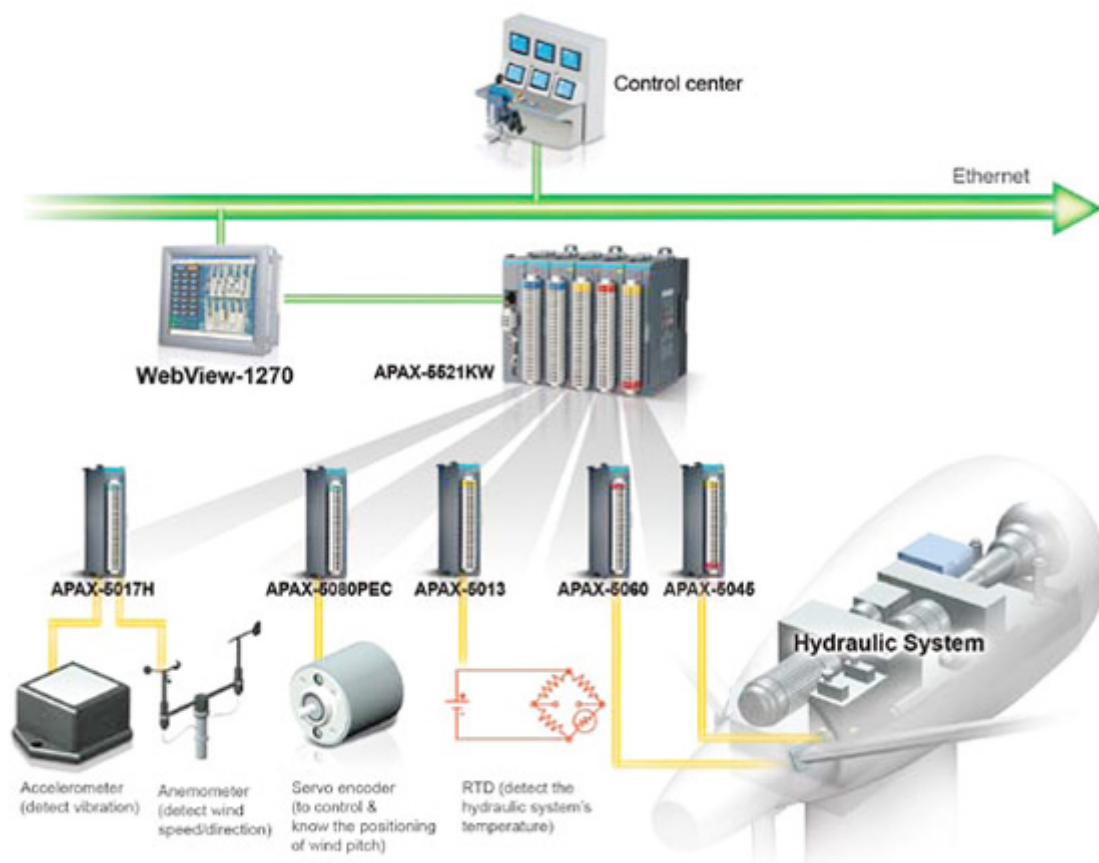 Control center
Ethernet
WebView-1270
APAX-5521KW
APAX-5017H
APAX-5080PEC
APAX-5013
APAX-5060
APAX-5045
Hydraulic System
Accelerometer
(detect vibration)
Anemometer
(detect wind
speed/direction)
Servo encoder
(to control &
know the positioning
of wind pitch)
RTD (detect the
hydraulic system's
temperature)